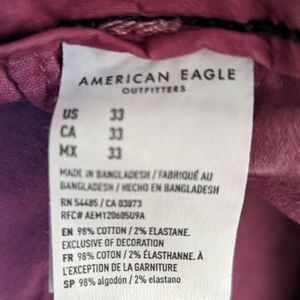 AMERICAN EAGLE
OUTFITTERS
US 33
CA 33
MX 33
MADE IN BANGLADESH / FABRIQUÉ AU
BANGLADESH / HECHO EN BANGLADESH
RN 54485 / CA 03873
RFC# AEM120605U9A
EN 98% COTTON / 2% ELASTANE.
EXCLUSIVE OF DECORATION
FR 98% COTON / 2% ÉLASTHANNE. À
L'EXCEPTION DE LA GARNITURE
SP 98% algodón / 2% elastano